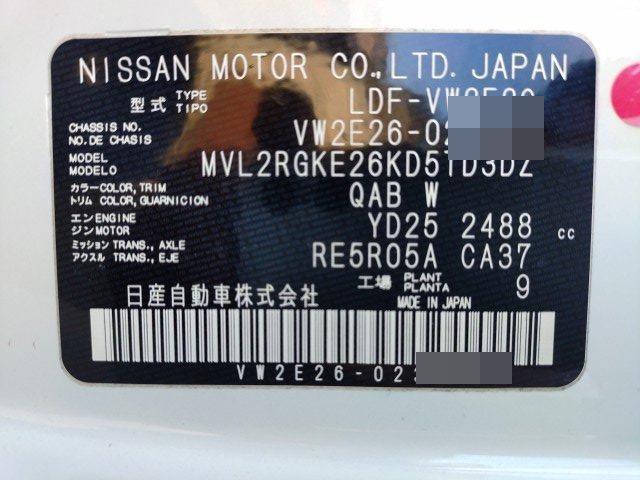 NISSAN MOTOR CO.,LTD. JAPAN
型式 TYPE TIPO LDF-VW2E26
CHASSIS NO. NO.DE CHASIS VW2E26-02
MODEL MODELO MVL2RGKE26KD5TD3DZ
カラー COLOR, TRIM QAB W
トリム COLOR, GUARNICION
エンENGINE YD25 2488 cc
ジンMOTOR
ミッション TRANS., AXLE RE5R05A CA37
アクスル TRANS., EJE
工場 PLANT PLANTA 9
日産自動車株式会社 MADE IN JAPAN
VW2E26-02